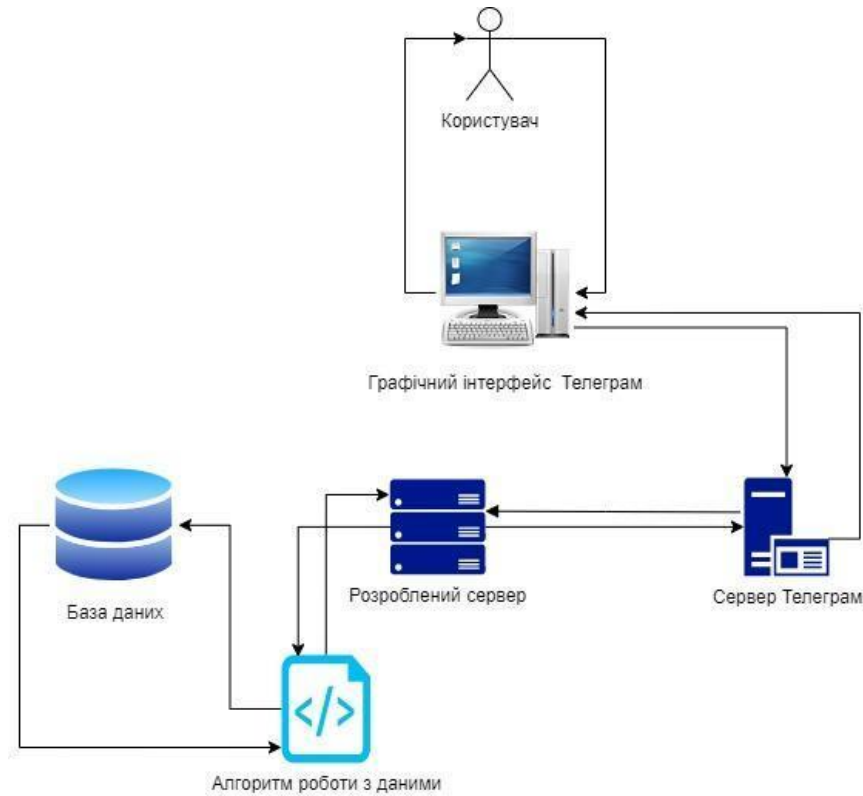 Користувач
Графічний інтерфейс Телеграм
База даних
Розроблений сервер
Сервер Телеграм
</>
Алгоритм роботи з даними